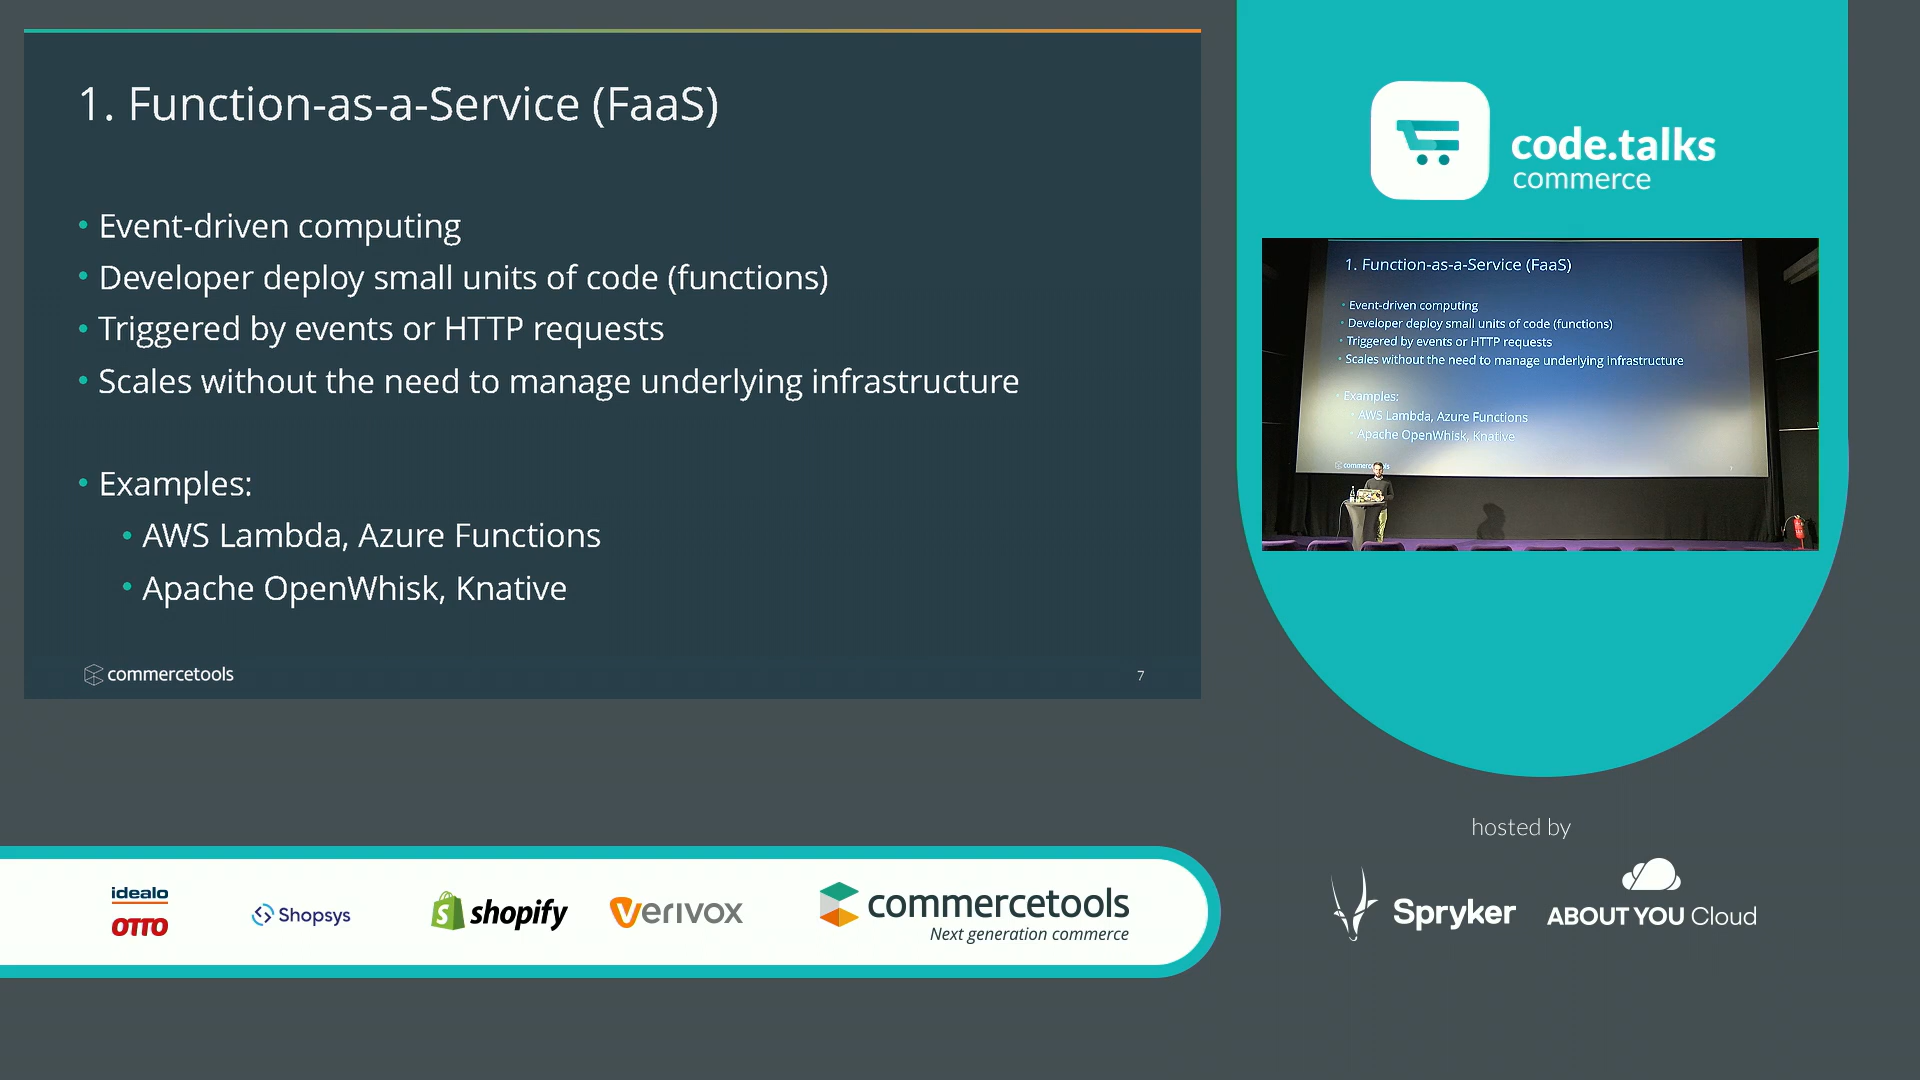 1. Function-as-a-Service (FaaS)
• Event-driven computing
• Developer deploy small units of code (functions)
• Triggered by events or HTTP requests
• Scales without the need to manage underlying infrastructure
• Examples:
• AWS Lambda, Azure Functions
• Apache OpenWhisk, Knative
commercetools
7
code.talks
commerce
1. Function-as-a-Service (FaaS)
• Event-driven computing
• Developer deploy small units of code (functions)
• Triggered by events or HTTP requests
• Scales without the need to manage underlying infrastructure
• Examples:
• AWS Lambda, Azure Functions
• Apache OpenWhisk, Knative
commercetools
hosted by
Spryker
ABOUT YOU Cloud
idealo
OTTO
Shopsys
shopify
Verivox
commercetools
Next generation commerce